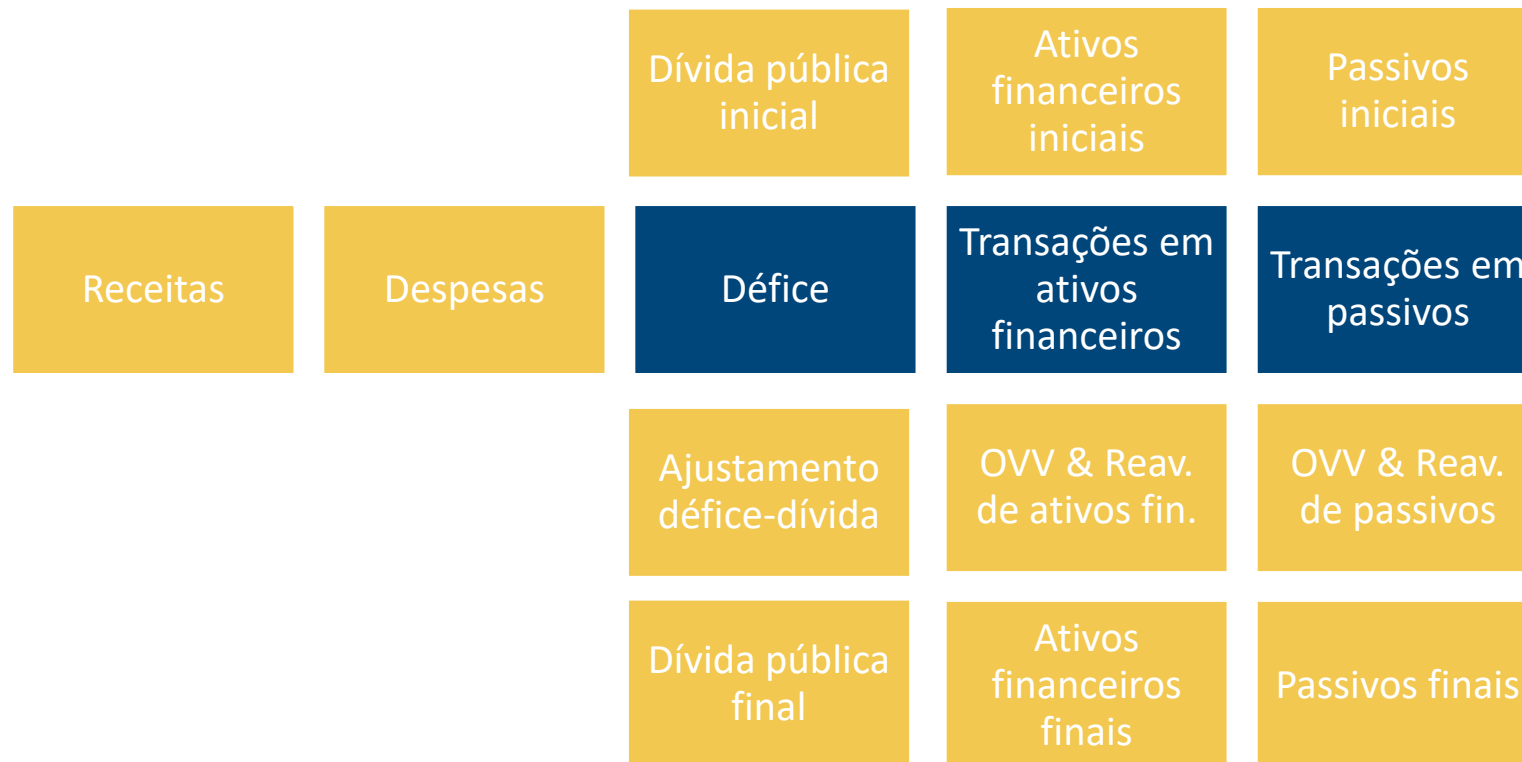 Dívida pública
inicial
Ativos
financeiros
iniciais
Passivos
iniciais
Receitas
Despesas
Défice
Transações em
ativos
financeiros
Transações em
passivos
Ajustamento
défice-dívida
OVV & Reav.
de ativos fin.
OVV & Reav.
de passivos
Dívida pública
final
Ativos
financeiros
finais
Passivos finais